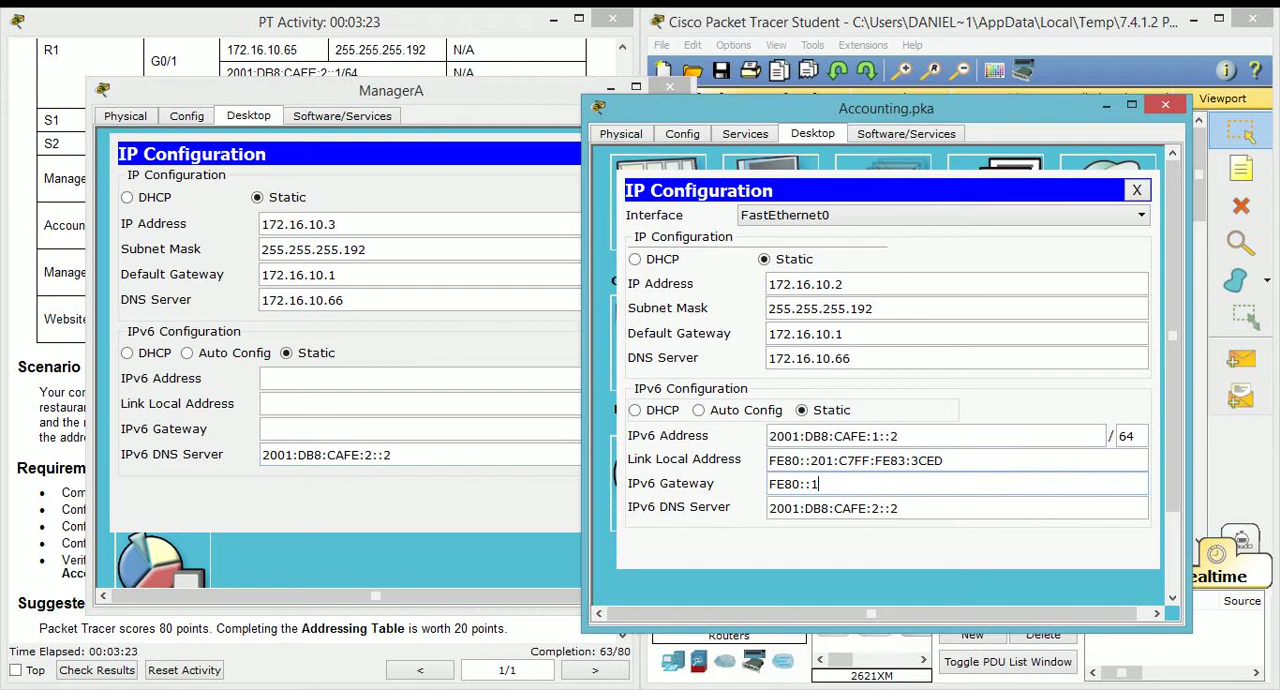 PT Activity: 00:03:23
R1
G0/1
172.16.10.65
255.255.255.192
N/A
2001:DB8:CAFE:2::1/64
N/A
S1
S2
Manage
Accoun
Manage
Website
Scenario
Your com
restauran
and the n
the addr
Requirem
Com
Conf
Conf
Conf
Verif
Acco
Suggeste
Packet Tracer scores 80 points. Completing the Addressing Table is worth 20 points.
Time Elapsed: 00:03:23
Completion: 63/80
Top
Check Results
Reset Activity
<
1/1
>
ManagerA
Physical
Config
Desktop
Software/Services
IP Configuration
IP Configuration
DHCP
Static
IP Address
172.16.10.3
Subnet Mask
255.255.255.192
Default Gateway
172.16.10.1
DNS Server
172.16.10.66
IPv6 Configuration
DHCP
Auto Config
Static
IPv6 Address
Link Local Address
IPv6 Gateway
IPv6 DNS Server
2001:DB8:CAFE:2::2
Cisco Packet Tracer Student - C:\Users\DANIEL~1\AppData\Local\Temp\7.4.1.2 P...
File
Edit
Options
View
Tools
Extensions
Help
Viewport
Accounting.pka
Physical
Config
Services
Desktop
Software/Services
IP Configuration
X
Interface
FastEthernet0
IP Configuration
DHCP
Static
IP Address
172.16.10.2
Subnet Mask
255.255.255.192
Default Gateway
172.16.10.1
DNS Server
172.16.10.66
IPv6 Configuration
DHCP
Auto Config
Static
IPv6 Address
2001:DB8:CAFE:1::2
/ 64
Link Local Address
FE80::201:C7FF:FE83:3CED
IPv6 Gateway
FE80::1
IPv6 DNS Server
2001:DB8:CAFE:2::2
ealtime
Source
Routers
New
Delete
Toggle PDU List Window
2621XM